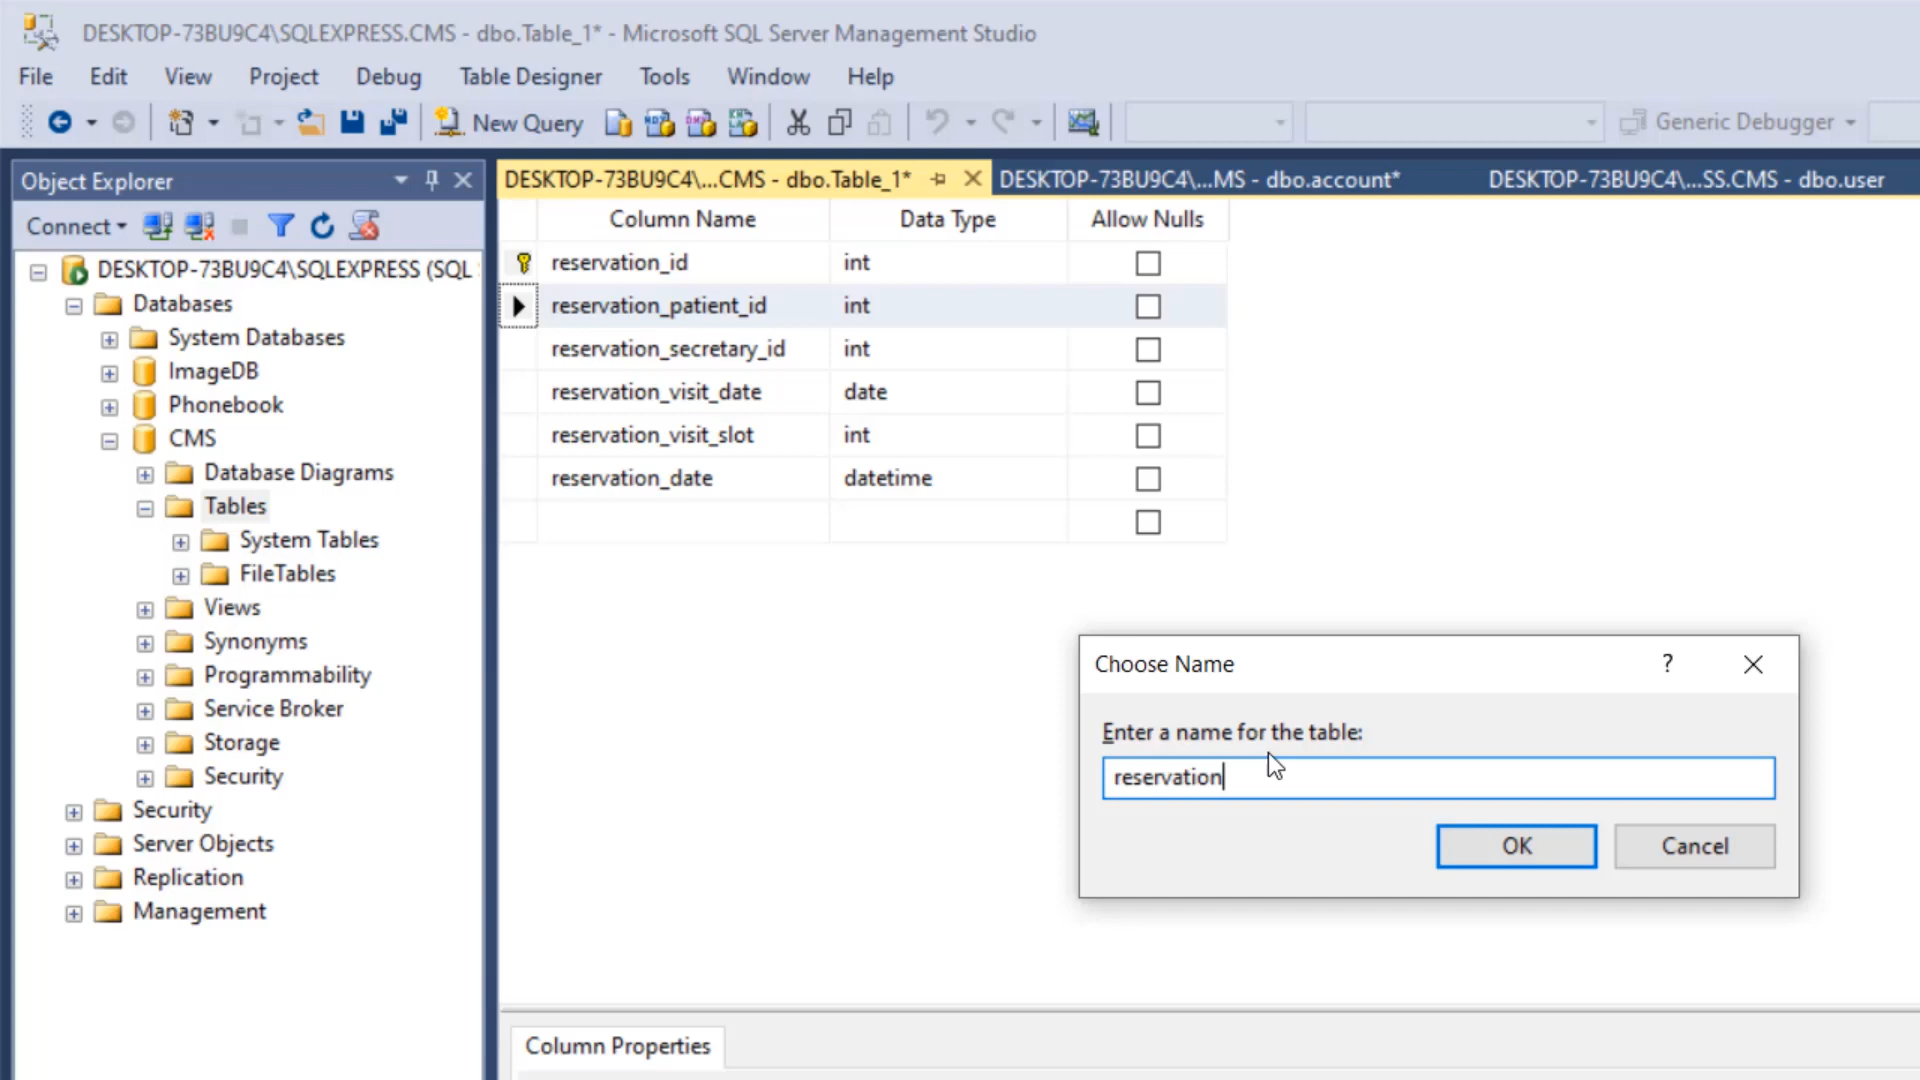 DESKTOP-73BU9C4\SQLEXPRESS.CMS - dbo.Table_1* - Microsoft SQL Server Management Studio
File Edit View Project Debug Table Designer Tools Window Help
New Query Generic Debugger
Object Explorer
Connect
DESKTOP-73BU9C4\SQLEXPRESS (SQL
Databases
System Databases
ImageDB
Phonebook
CMS
Database Diagrams
Tables
System Tables
FileTables
Views
Synonyms
Programmability
Service Broker
Storage
Security
Security
Server Objects
Replication
Management
DESKTOP-73BU9C4\...CMS - dbo.Table_1* DESKTOP-73BU9C4\...MS - dbo.account* DESKTOP-73BU9C4\...SS.CMS - dbo.user
Column Name Data Type Allow Nulls
reservation_id int
reservation_patient_id int
reservation_secretary_id int
reservation_visit_date date
reservation_visit_slot int
reservation_date datetime
Choose Name ?
Enter a name for the table:
reservation
OK Cancel
Column Properties